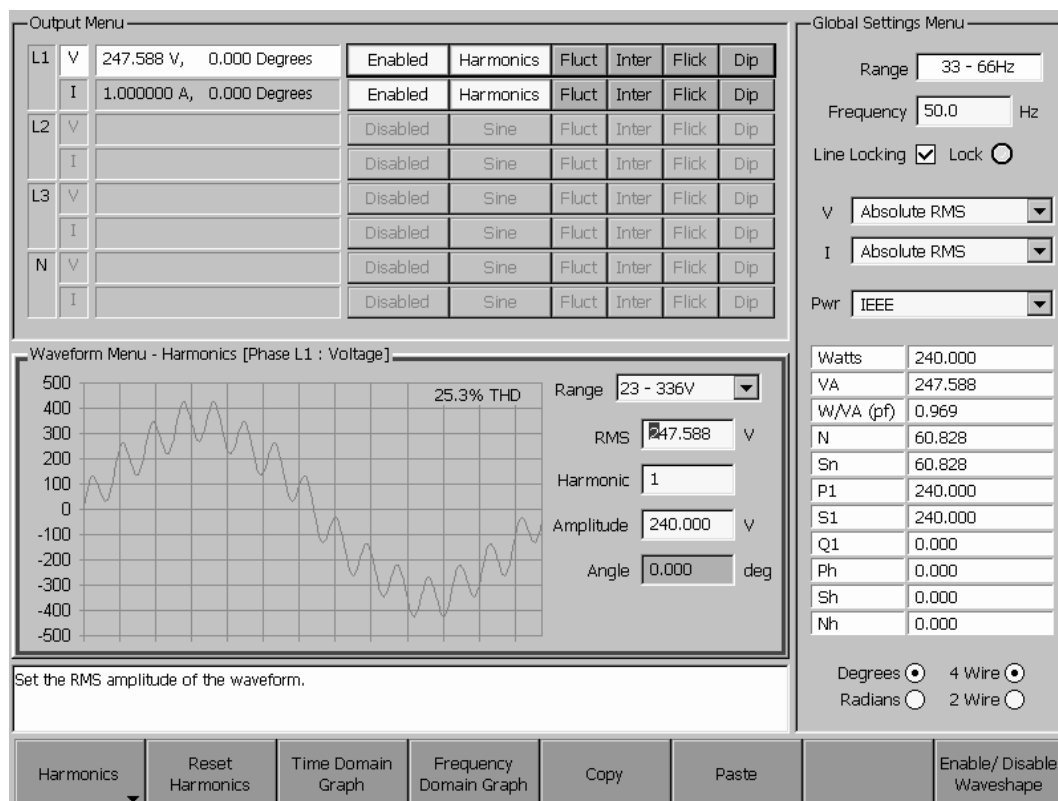 Output Menu
L1 V 247.588 V, 0.000 Degrees Enabled Harmonics Fluct Inter Flick Dip
I 1.000000 A, 0.000 Degrees Enabled Harmonics Fluct Inter Flick Dip
L2 V Disabled Sine Fluct Inter Flick Dip
I Disabled Sine Fluct Inter Flick Dip
L3 V Disabled Sine Fluct Inter Flick Dip
I Disabled Sine Fluct Inter Flick Dip
N V Disabled Sine Fluct Inter Flick Dip
I Disabled Sine Fluct Inter Flick Dip
Global Settings Menu
Range 33 - 66Hz
Frequency 50.0 Hz
Line Locking Lock
V Absolute RMS
I Absolute RMS
Pwr IEEE
Watts 240.000
VA 247.588
W/VA (pf) 0.969
N 60.828
Sn 60.828
P1 240.000
S1 240.000
Q1 0.000
Ph 0.000
Sh 0.000
Nh 0.000
Degrees 4 Wire
Radians 2 Wire
Waveform Menu - Harmonics [Phase L1 : Voltage]
500
400
300
200
100
0
-100
-200
-300
-400
-500
25.3% THD
Range 23 - 336V
RMS 247.588 V
Harmonic 1
Amplitude 240.000 V
Angle 0.000 deg
Set the RMS amplitude of the waveform.
Harmonics
Reset
Harmonics
Time Domain
Graph
Frequency
Domain Graph
Copy
Paste
Enable/ Disable
Waveshape